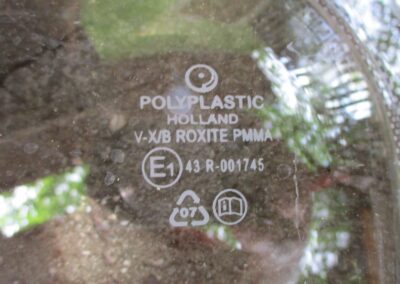 POLYPLASTIC
HOLLAND
V-X/B ROXITE PMMA
E1 43 R-001745
07